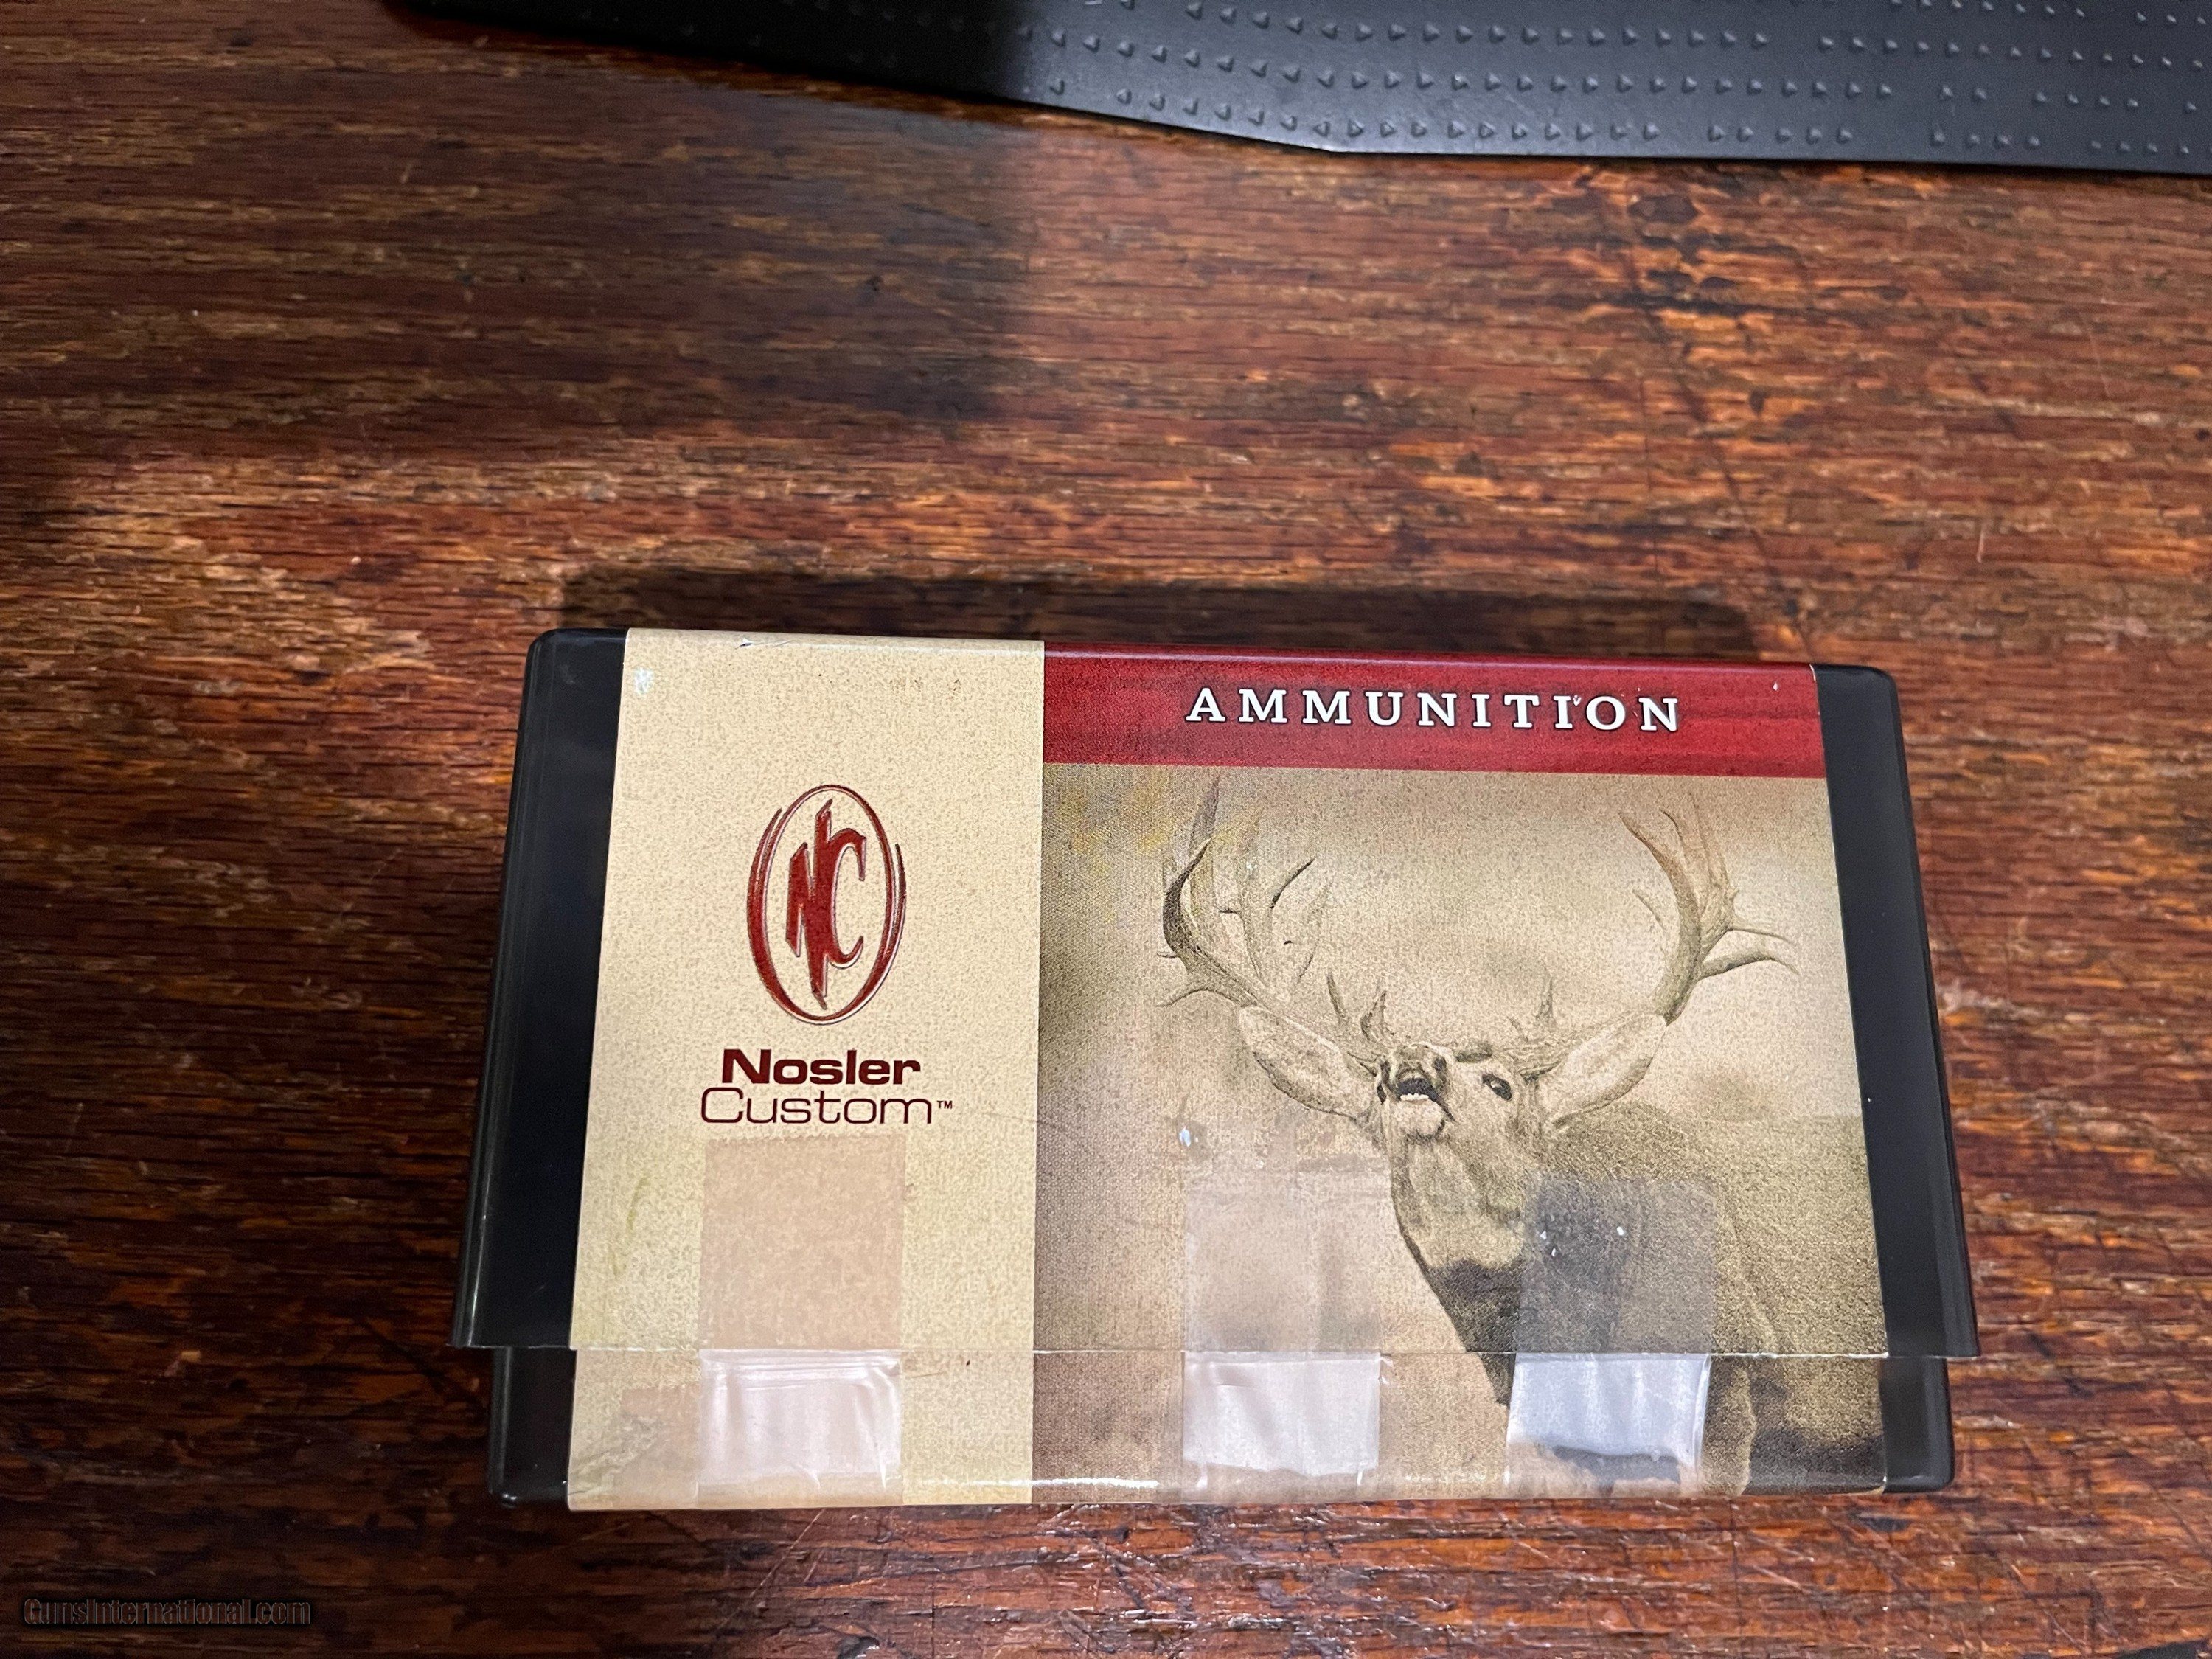 AMMUNITION
NC
Nosler
Custom™
GunsInternational.com